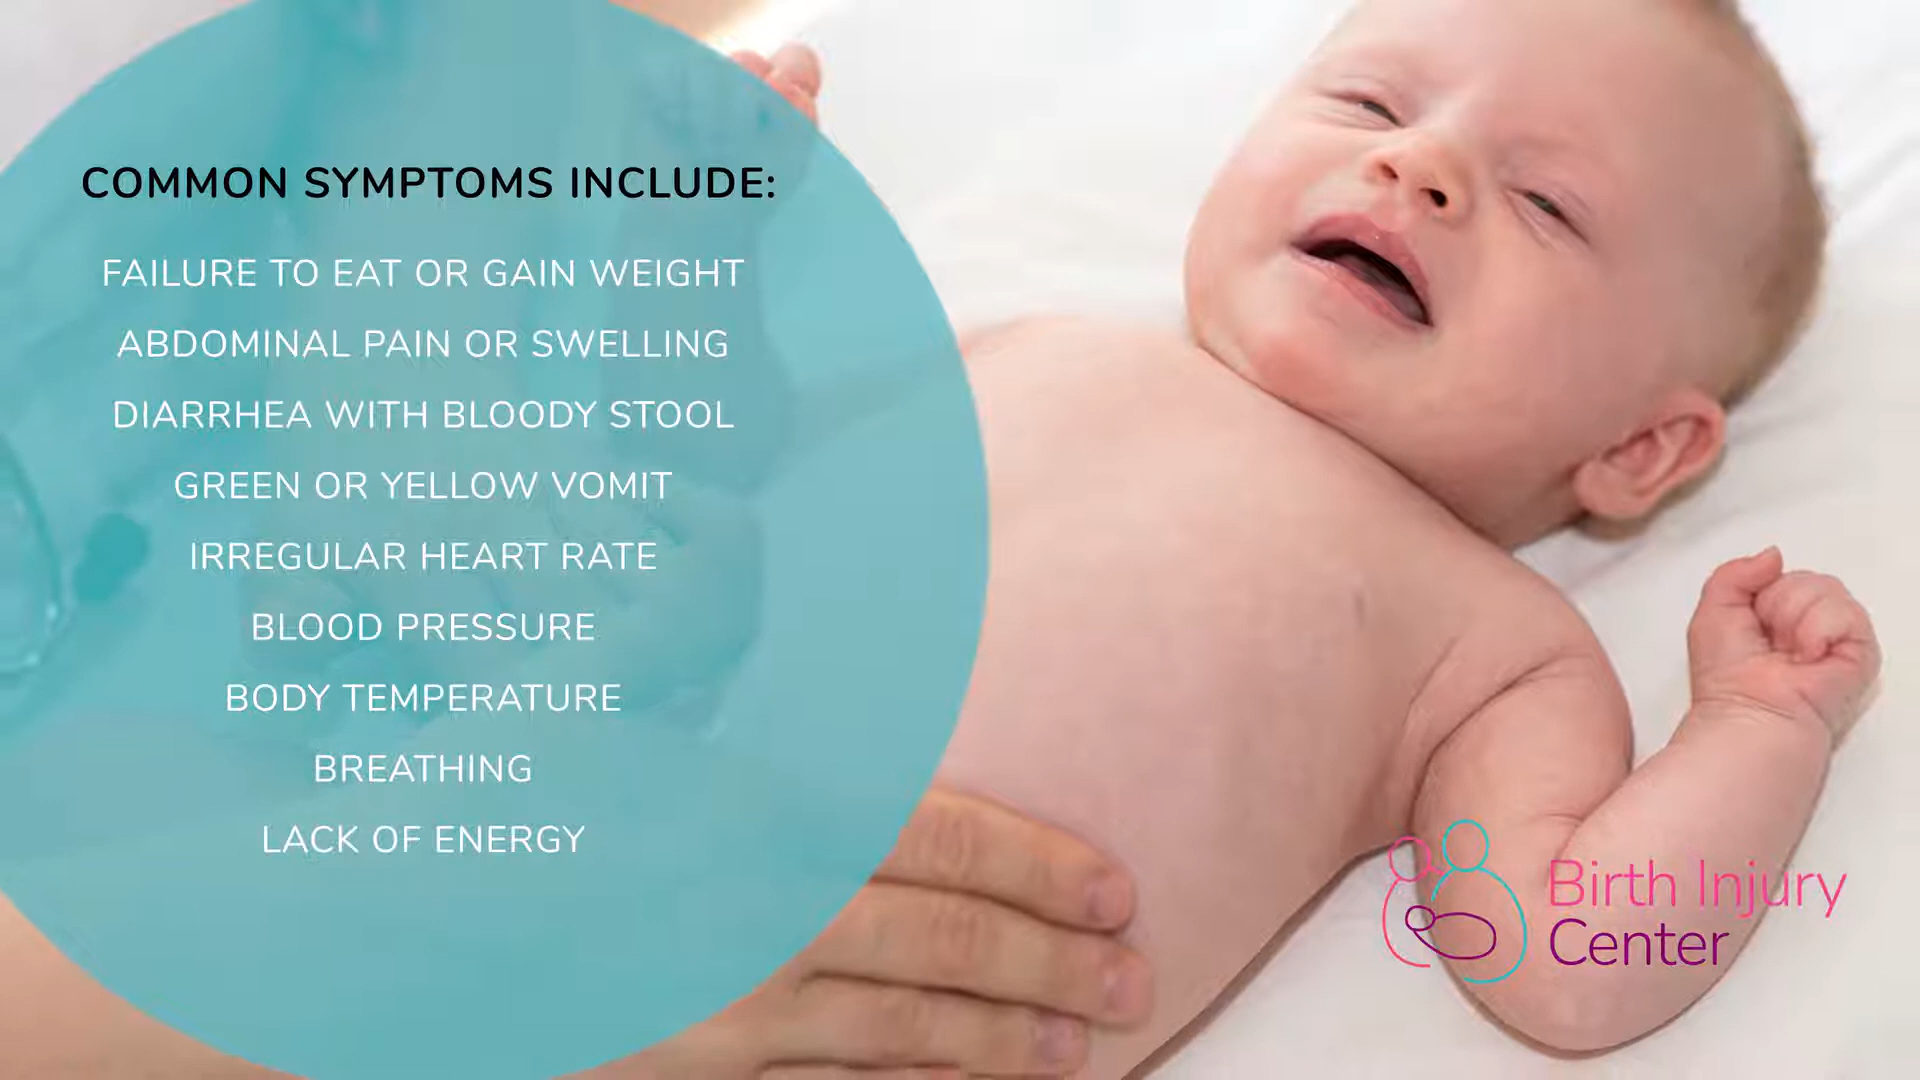 COMMON SYMPTOMS INCLUDE:
FAILURE TO EAT OR GAIN WEIGHT
ABDOMINAL PAIN OR SWELLING
DIARRHEA WITH BLOODY STOOL
GREEN OR YELLOW VOMIT
IRREGULAR HEART RATE
BLOOD PRESSURE
BODY TEMPERATURE
BREATHING
LACK OF ENERGY
Birth Injury
Center